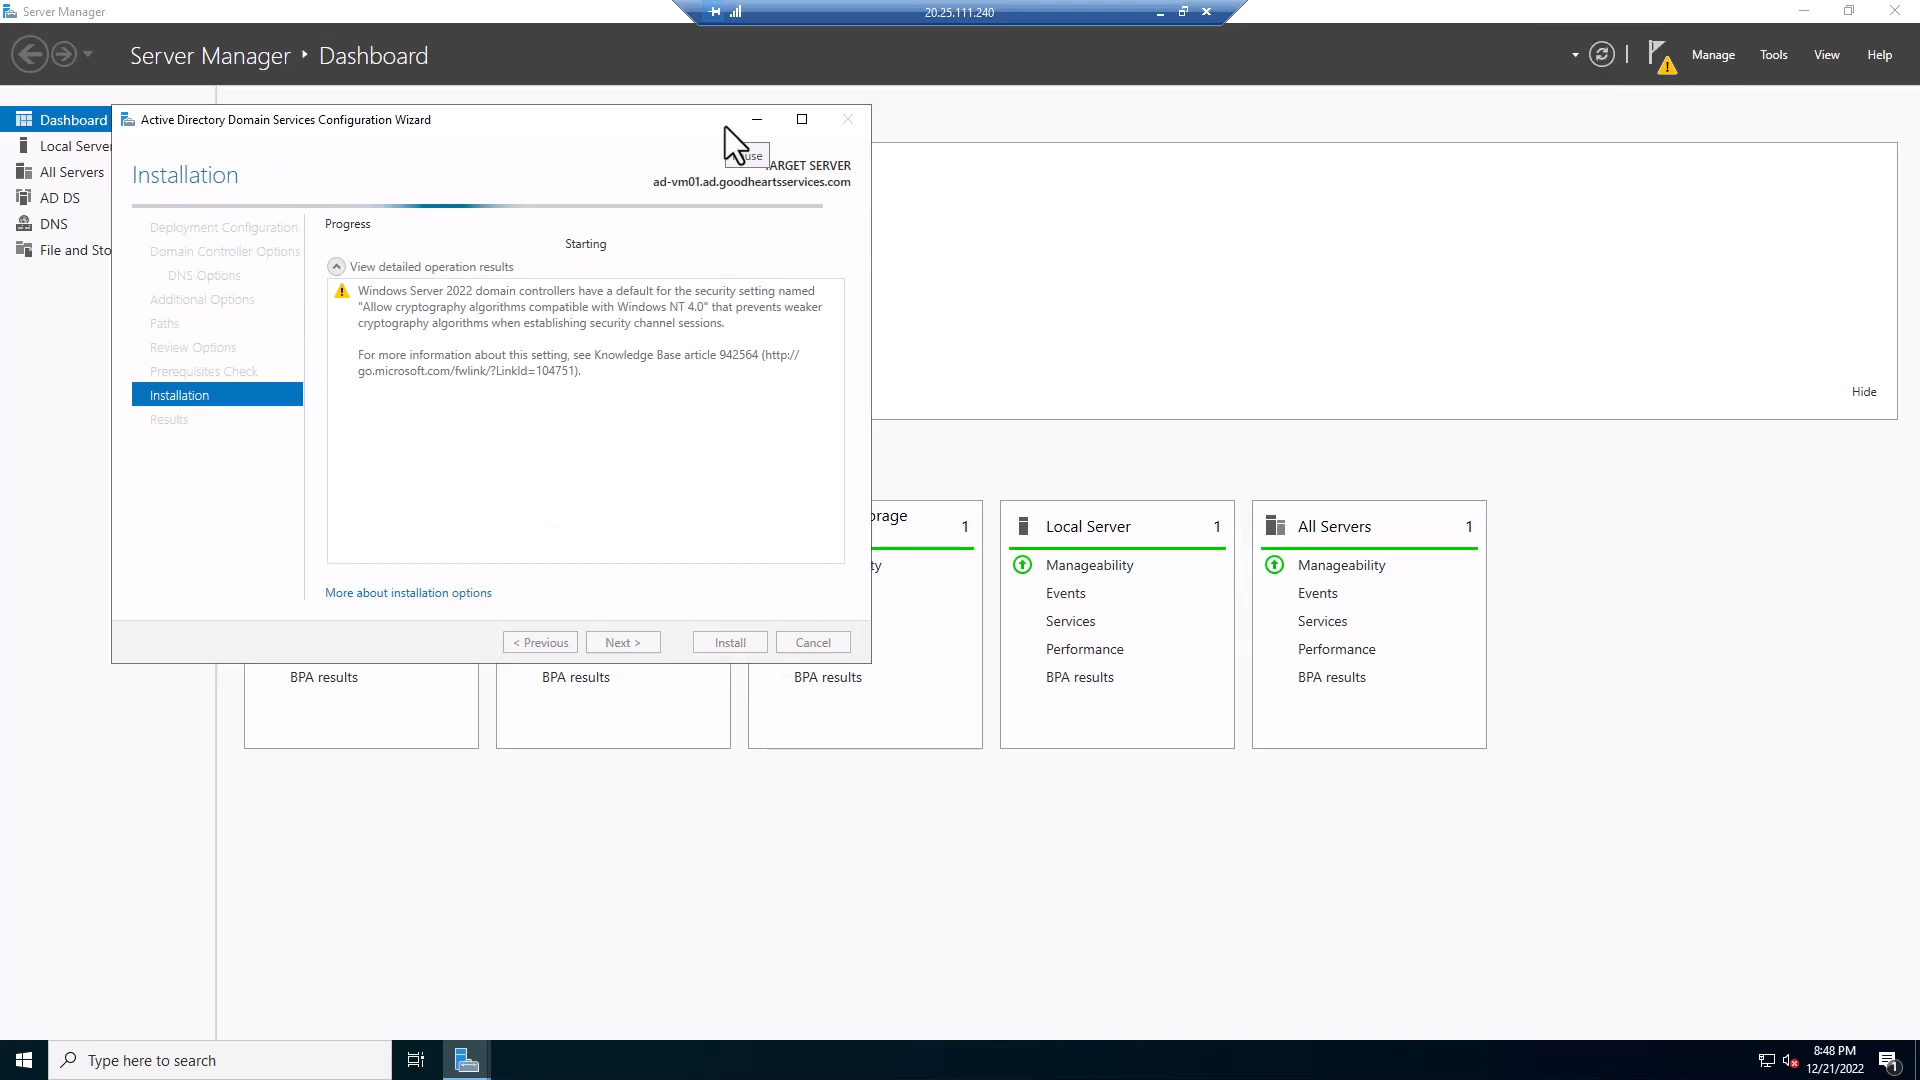 Server Manager
20.25.111.240
Server Manager
Dashboard
Manage
Tools
View
Help
Dashboard
Local Server
All Servers
AD DS
DNS
File and Sto
Active Directory Domain Services Configuration Wizard
Installation
ARGET SERVER
ad-vm01.ad.goodheartsservices.com
Deployment Configuration
Domain Controller Options
DNS Options
Additional Options
Paths
Review Options
Prerequisites Check
Installation
Results
Progress
Starting
View detailed operation results
Windows Server 2022 domain controllers have a default for the security setting named
"Allow cryptography algorithms compatible with Windows NT 4.0" that prevents weaker
cryptography algorithms when establishing security channel sessions.
For more information about this setting, see Knowledge Base article 942564 (http://
go.microsoft.com/fwlink/?LinkId=104751).
More about installation options
< Previous
Next >
Install
Cancel
Hide
orage
1
ty
BPA results
BPA results
BPA results
Local Server
1
Manageability
Events
Services
Performance
BPA results
All Servers
1
Manageability
Events
Services
Performance
BPA results
Type here to search
8:48 PM
12/21/2022
1